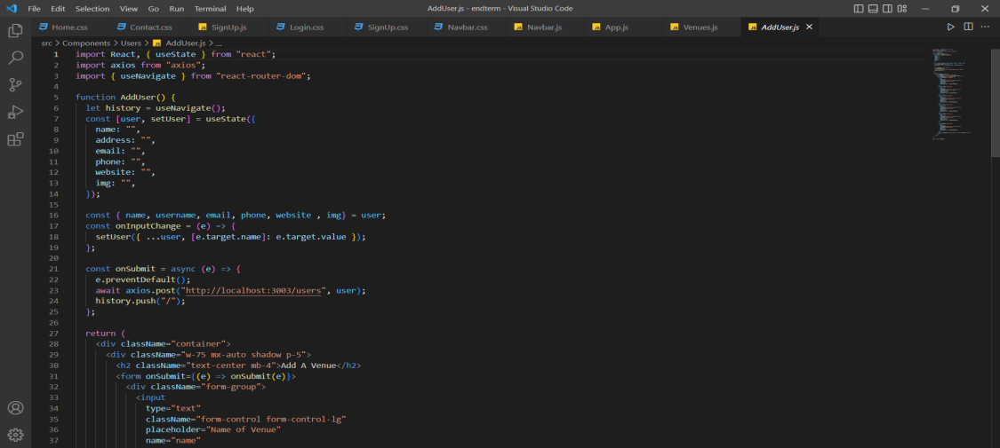 File Edit Selection View Go Run Terminal Help AddUser.js - endterm - Visual Studio Code
Home.css Contact.css SignUp.js Login.css SignUp.css Navbar.css Navbar.js App.js Venues.js AddUser.js
src > Components > Users > AddUser.js > ...
1 import React, { useState } from "react";
2 import axios from "axios";
3 import { useNavigate } from "react-router-dom";
4
5 function AddUser() {
6 let history = useNavigate();
7 const [user, setUser] = useState({
8 name: "",
9 address: "",
10 email: "",
11 phone: "",
12 website: "",
13 img: "",
14 });
15
16 const { name, username, email, phone, website , img} = user;
17 const onInputChange = (e) => {
18 setUser({ ...user, [e.target.name]: e.target.value });
19 };
20
21 const onSubmit = async (e) => {
22 e.preventDefault();
23 await axios.post("http://localhost:3003/users", user);
24 history.push("/");
25 };
26
27 return (
28 <div className="container">
29 <div className="w-75 mx-auto shadow p-5">
30 <h2 className="text-center mb-4">Add A Venue</h2>
31 <form onSubmit={(e) => onSubmit(e)}>
32 <div className="form-group">
33 <input
34 type="text"
35 className="form-control form-control-lg"
36 placeholder="Name of Venue"
37 name="name"